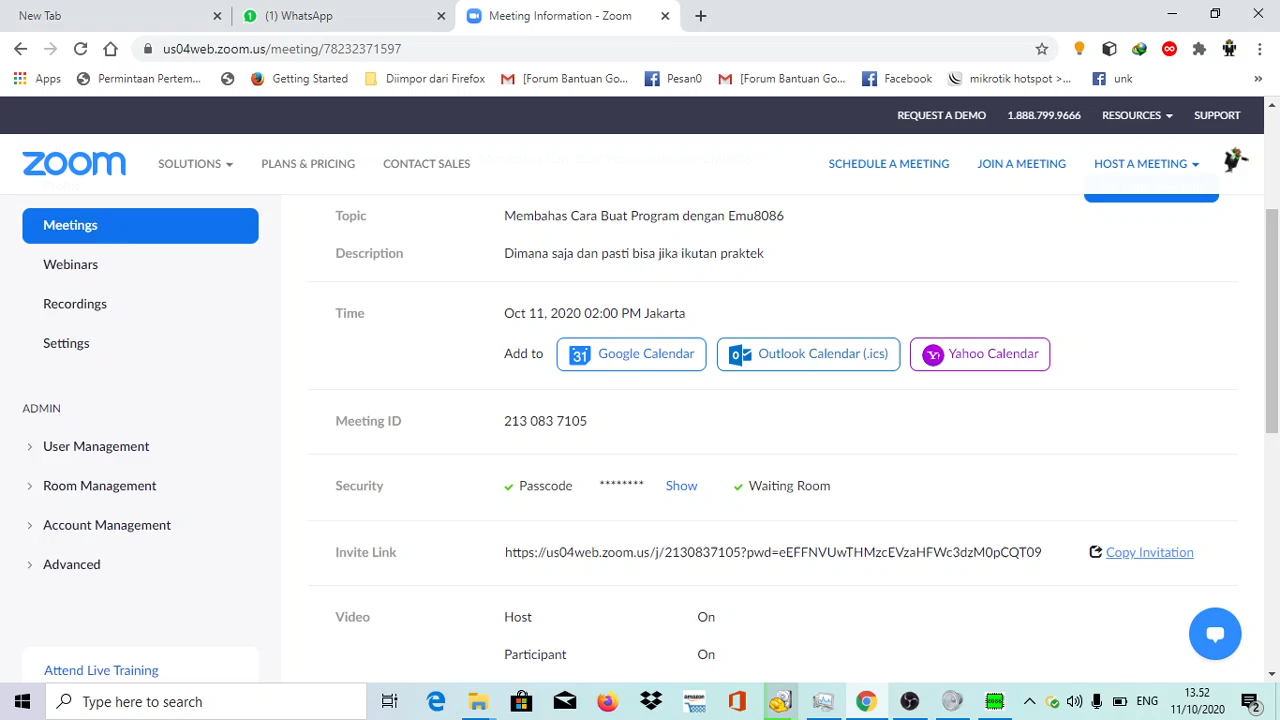 New Tab
(1) WhatsApp
Meeting Information - Zoom
us04web.zoom.us/meeting/78232371597
Apps
Permintaan Pertem...
Getting Started
Diimpor dari Firefox
[Forum Bantuan Go...
Pesan0
[Forum Bantuan Go...
Facebook
mikrotik hotspot >...
unk
REQUEST A DEMO
1.888.799.9666
RESOURCES
SUPPORT
zoom
SOLUTIONS
PLANS & PRICING
CONTACT SALES
SCHEDULE A MEETING
JOIN A MEETING
HOST A MEETING
Meetings
Webinars
Recordings
Settings
ADMIN
User Management
Room Management
Account Management
Advanced
Attend Live Training
Topic
Membahas Cara Buat Program dengan Emu8086
Description
Dimana saja dan pasti bisa jika ikutan praktek
Time
Oct 11, 2020 02:00 PM Jakarta
Add to
31 Google Calendar
Outlook Calendar (.ics)
Yahoo Calendar
Meeting ID
213 083 7105
Security
Passcode
********
Show
Waiting Room
Invite Link
https://us04web.zoom.us/j/2130837105?pwd=eEFFNVUwTHMzcEVzaHFWc3dzM0pCQT09
Copy Invitation
Video
Host
On
Participant
On
Type here to search
amazon
ENG
13.52
11/10/2020
2